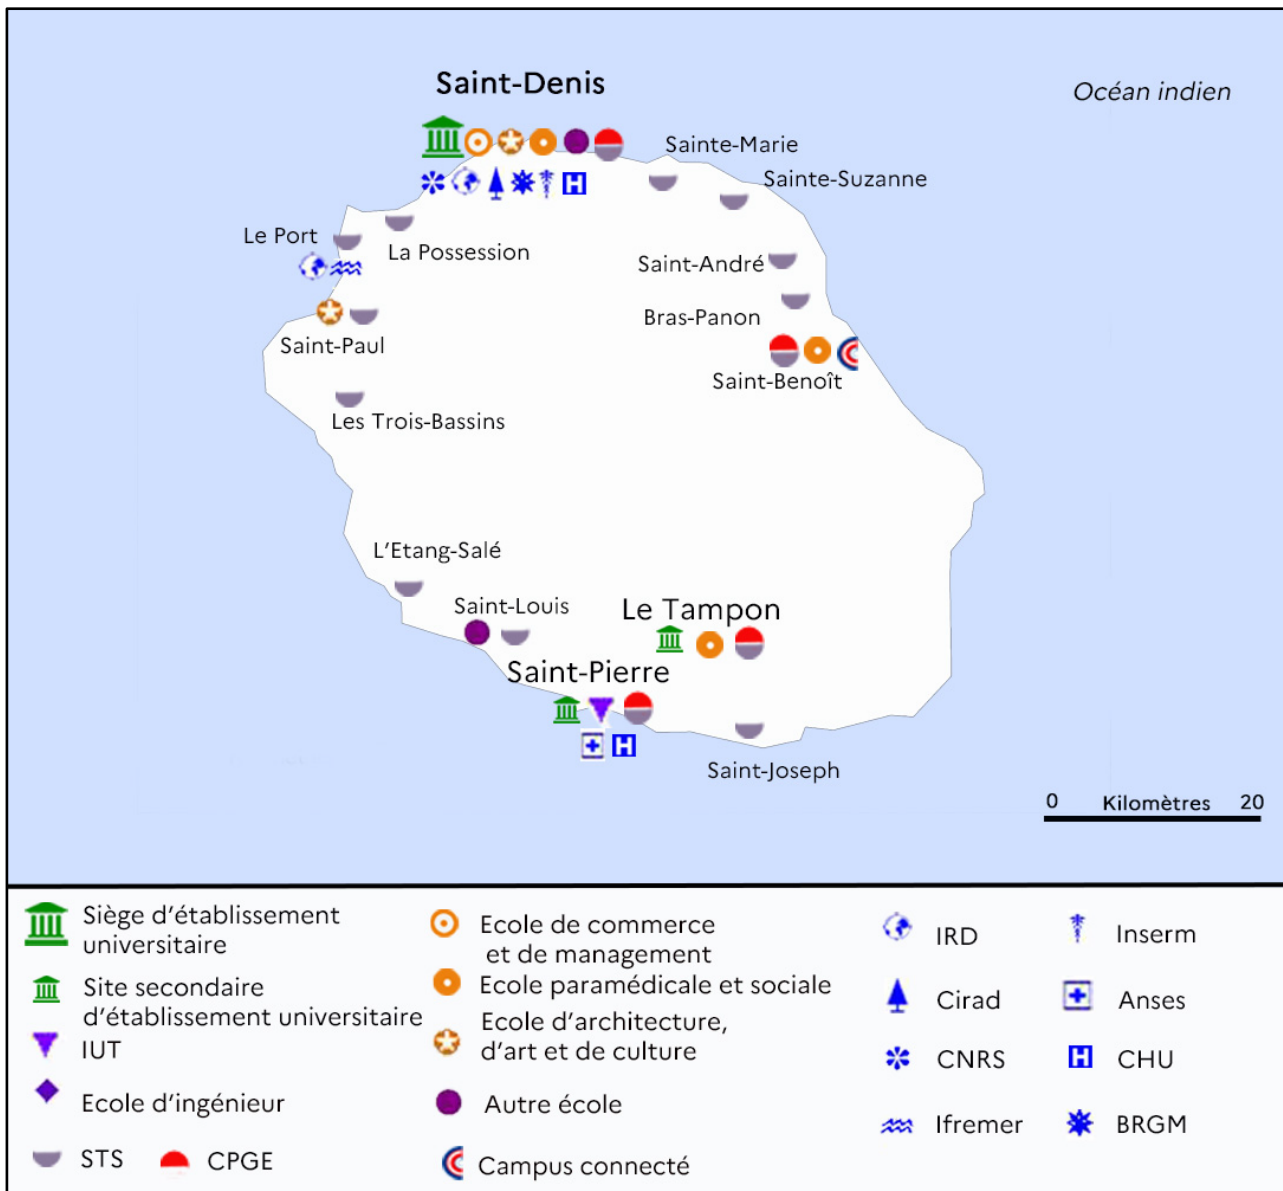 Saint-Denis
Océan indien
Sainte-Marie
Sainte-Suzanne
Le Port
La Possession
Saint-André
Bras-Panon
Saint-Paul
Saint-Benoît
Les Trois-Bassins
L'Etang-Salé
Saint-Louis
Le Tampon
Saint-Pierre
Saint-Joseph
0 Kilomètres 20
Siège d'établissement
universitaire
Site secondaire
d'établissement universitaire
IUT
Ecole d'ingénieur
STS
CPGE
Ecole de commerce
et de management
Ecole paramédicale et sociale
Ecole d'architecture,
d'art et de culture
Autre école
Campus connecté
IRD
Cirad
CNRS
Ifremer
Inserm
Anses
CHU
BRGM